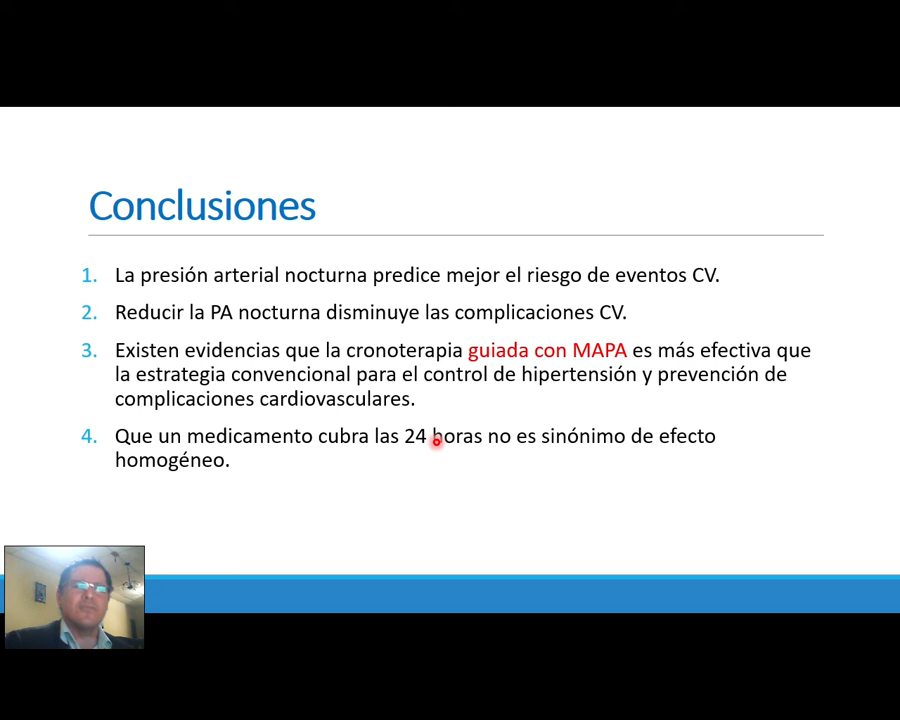 Conclusiones
1. La presión arterial nocturna predice mejor el riesgo de eventos CV.
2. Reducir la PA nocturna disminuye las complicaciones CV.
3. Existen evidencias que la cronoterapia guiada con MAPA es más efectiva que
la estrategia convencional para el control de hipertensión y prevención de
complicaciones cardiovasculares.
4. Que un medicamento cubra las 24 horas no es sinónimo de efecto
homogéneo.